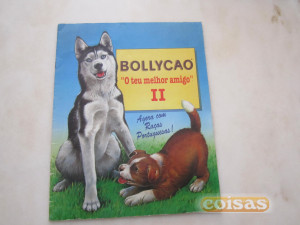 BOLLYCAO
"O teu melhor amigo"
II
Agora com
Raças
Portuguesas!
coisas